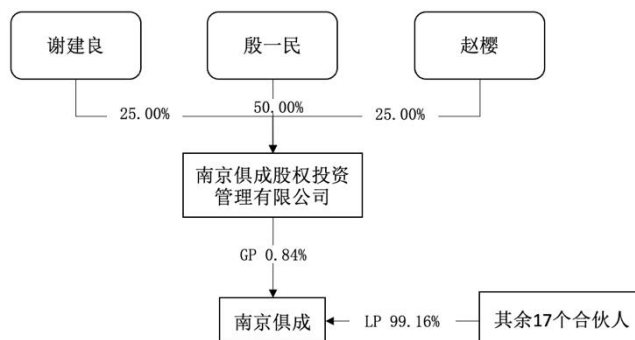 谢建良
殷一民
赵樱
25.00%
50.00%
25.00%
南京俱成股权投资
管理有限公司
GP 0.84%
南京俱成
LP 99.16%
其余17个合伙人